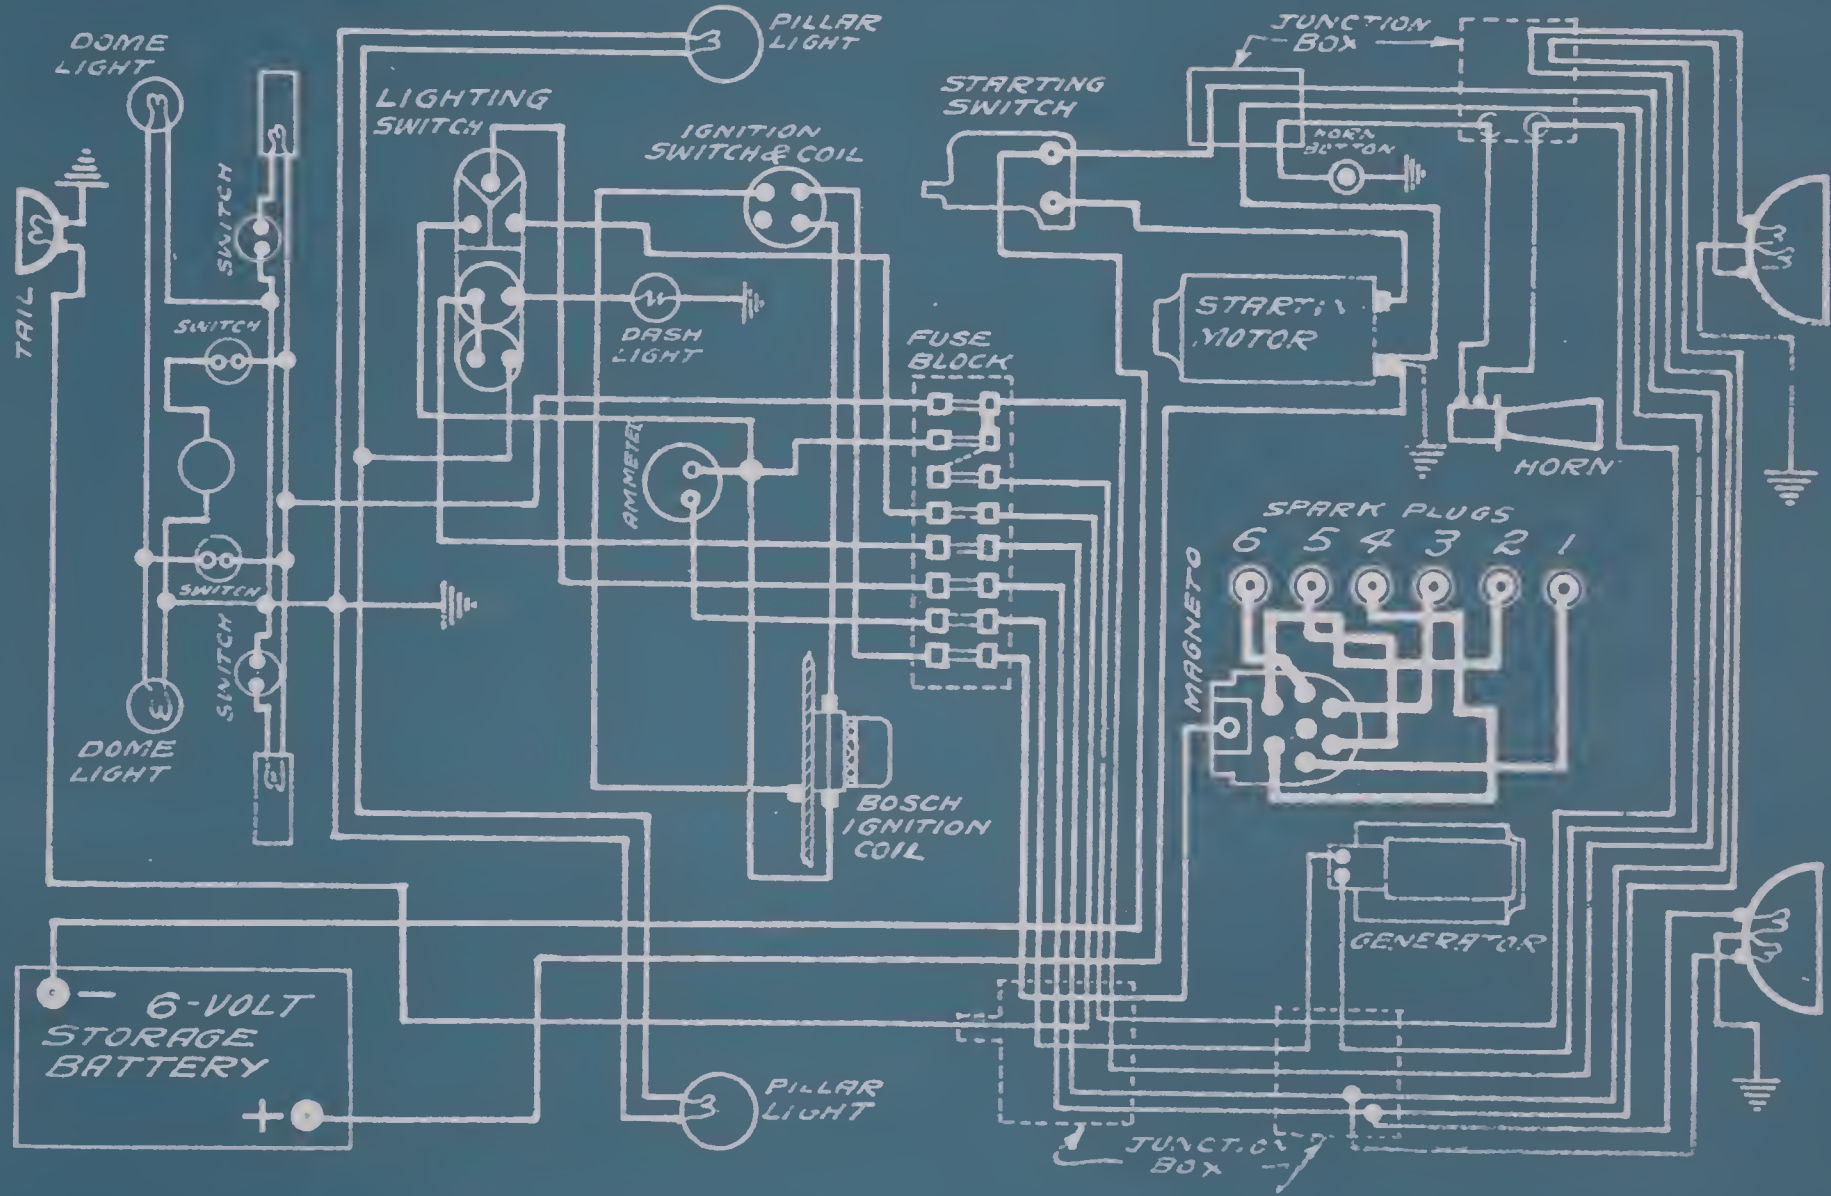 DOME
LIGHT
PILLAR
LIGHT
LIGHTING
SWITCH
IGNITION
SWITCH & COIL
STARTING
SWITCH
JUNCTION
BOX
HORN
BUTTON
SWITCH
TAIL
SWITCH
DASH
LIGHT
FUSE
BLOCK
MOTOR
AMMETER
HORN
SPARK PLUGS
6 5 4 3 2 1
MAGNETO
SWITCH
SWITCH
DOME
LIGHT
BOSCH
IGNITION
COIL
GENERATOR
- 6-VOLT
STORAGE
BATTERY
+
PILLAR
LIGHT
JUNCTION
BOX